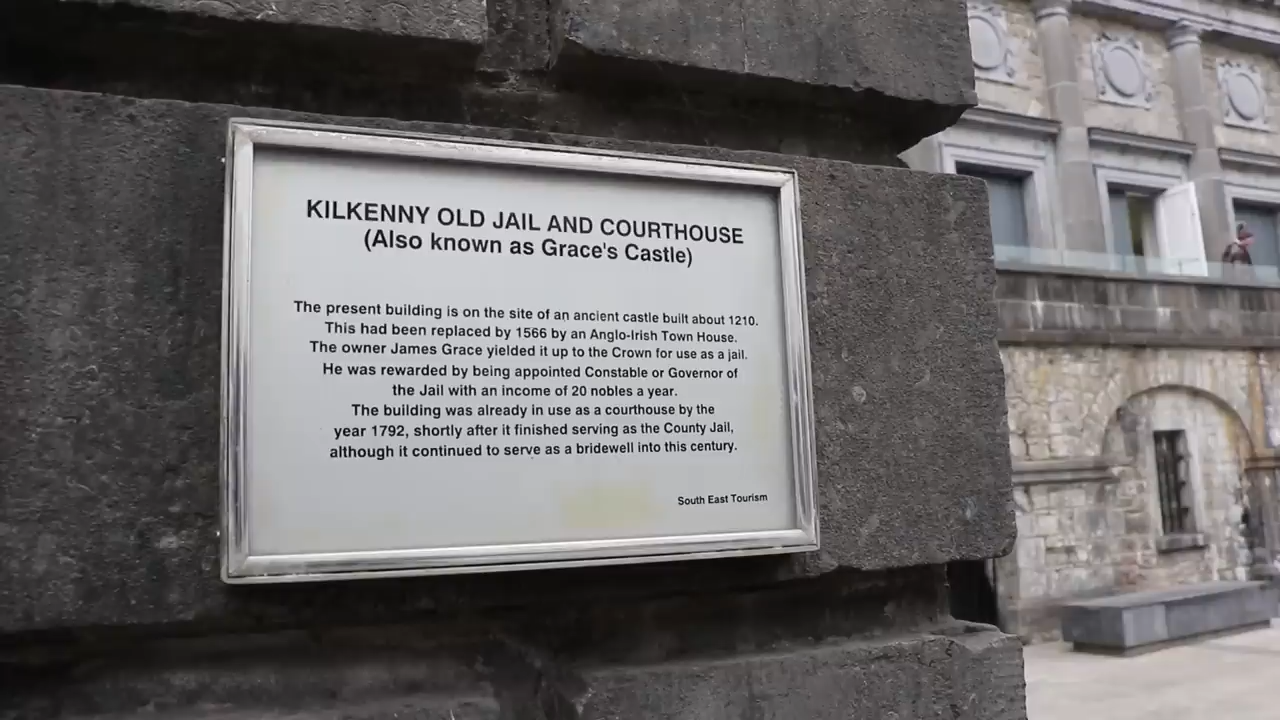 KILKENNY OLD JAIL AND COURTHOUSE
(Also known as Grace's Castle)
The present building is on the site of an ancient castle built about 1210.
This had been replaced by 1566 by an Anglo-Irish Town House.
The owner James Grace yielded it up to the Crown for use as a jail.
He was rewarded by being appointed Constable or Governor of
the Jail with an income of 20 nobles a year.
The building was already in use as a courthouse by the
year 1792, shortly after it finished serving as the County Jail,
although it continued to serve as a bridewell into this century.
South East Tourism